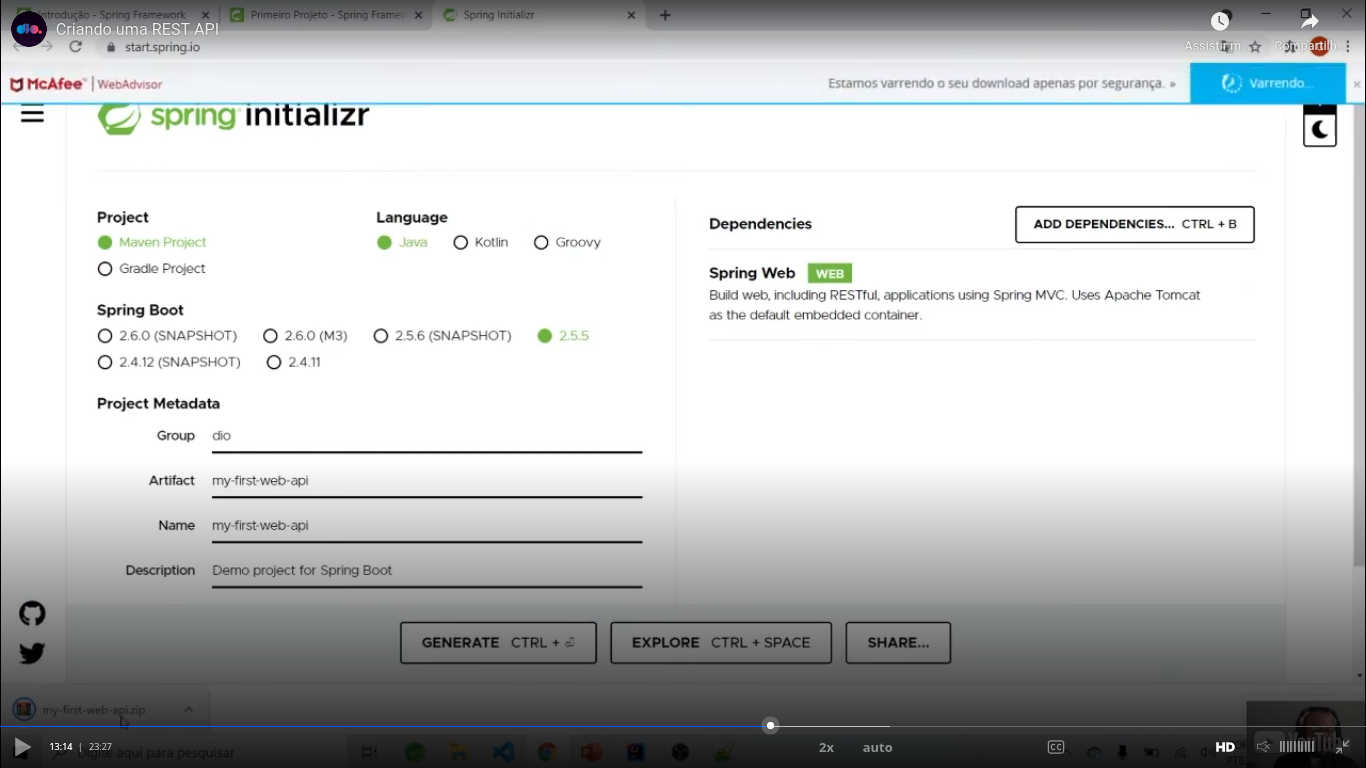 Introdução - Spring Framework
Primeiro Projeto - Spring Framew
Spring Initializr
Criando uma REST API
start.spring.io
Assistir m...
Compartilh...
McAfee | WebAdvisor
Estamos varrendo o seu download apenas por segurança. »
Varrendo...
spring initializr
Project
Language
Maven Project
Java
Kotlin
Groovy
Gradle Project
Spring Boot
2.6.0 (SNAPSHOT)
2.6.0 (M3)
2.5.6 (SNAPSHOT)
2.5.5
2.4.12 (SNAPSHOT)
2.4.11
Project Metadata
Group
dio
Artifact
my-first-web-api
Name
my-first-web-api
Description
Demo project for Spring Boot
Dependencies
ADD DEPENDENCIES... CTRL + B
Spring Web WEB
Build web, including RESTful, applications using Spring MVC. Uses Apache Tomcat
as the default embedded container.
GENERATE CTRL + ⏎
EXPLORE CTRL + SPACE
SHARE...
my-first-web-api.zip
13:14 | 23:27
Digite aqui para pesquisar
2x
auto
CC
HD
YouTube